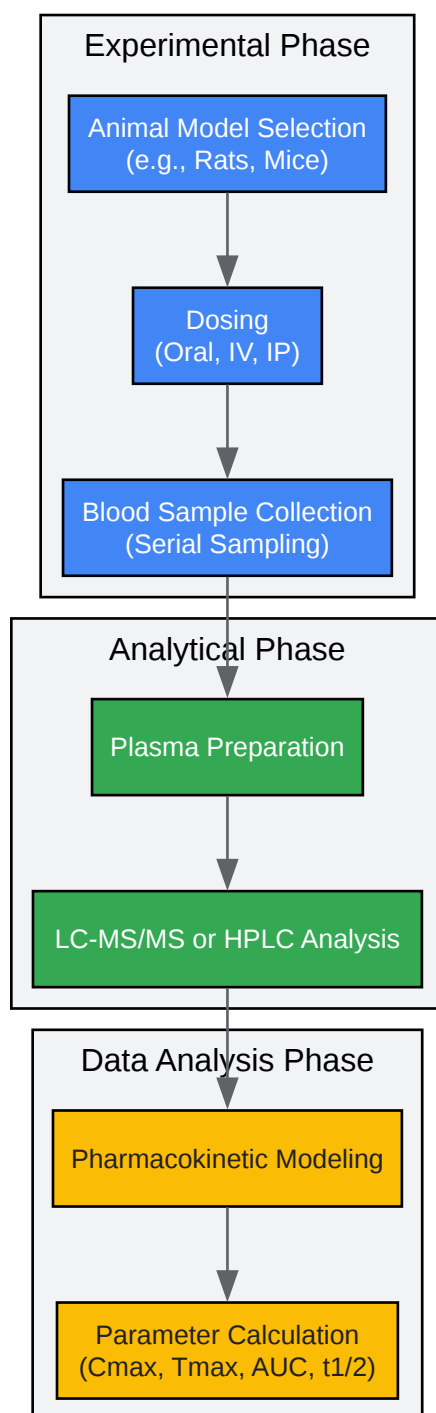 Experimental Phase
Animal Model Selection
(e.g., Rats, Mice)
Dosing
(Oral, IV, IP)
Blood Sample Collection
(Serial Sampling)
Analytical Phase
Plasma Preparation
LC-MS/MS or HPLC Analysis
Data Analysis Phase
Pharmacokinetic Modeling
Parameter Calculation
(Cmax, Tmax, AUC, t1/2)